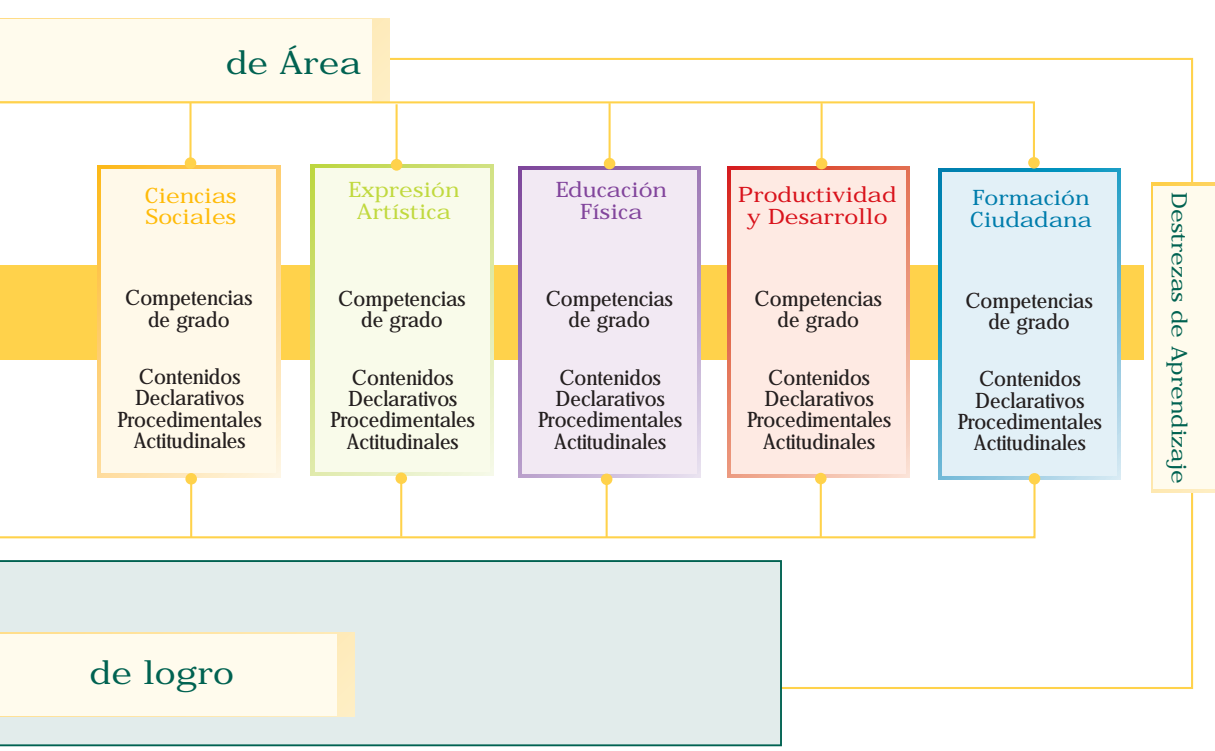 de Área
Ciencias
Sociales
Competencias
de grado
Contenidos
Declarativos
Procedimentales
Actitudinales
Expresión
Artística
Competencias
de grado
Contenidos
Declarativos
Procedimentales
Actitudinales
Educación
Física
Competencias
de grado
Contenidos
Declarativos
Procedimentales
Actitudinales
Productividad
y Desarrollo
Competencias
de grado
Contenidos
Declarativos
Procedimentales
Actitudinales
Formación
Ciudadana
Competencias
de grado
Contenidos
Declarativos
Procedimentales
Actitudinales
Destrezas de Aprendizaje
de logro